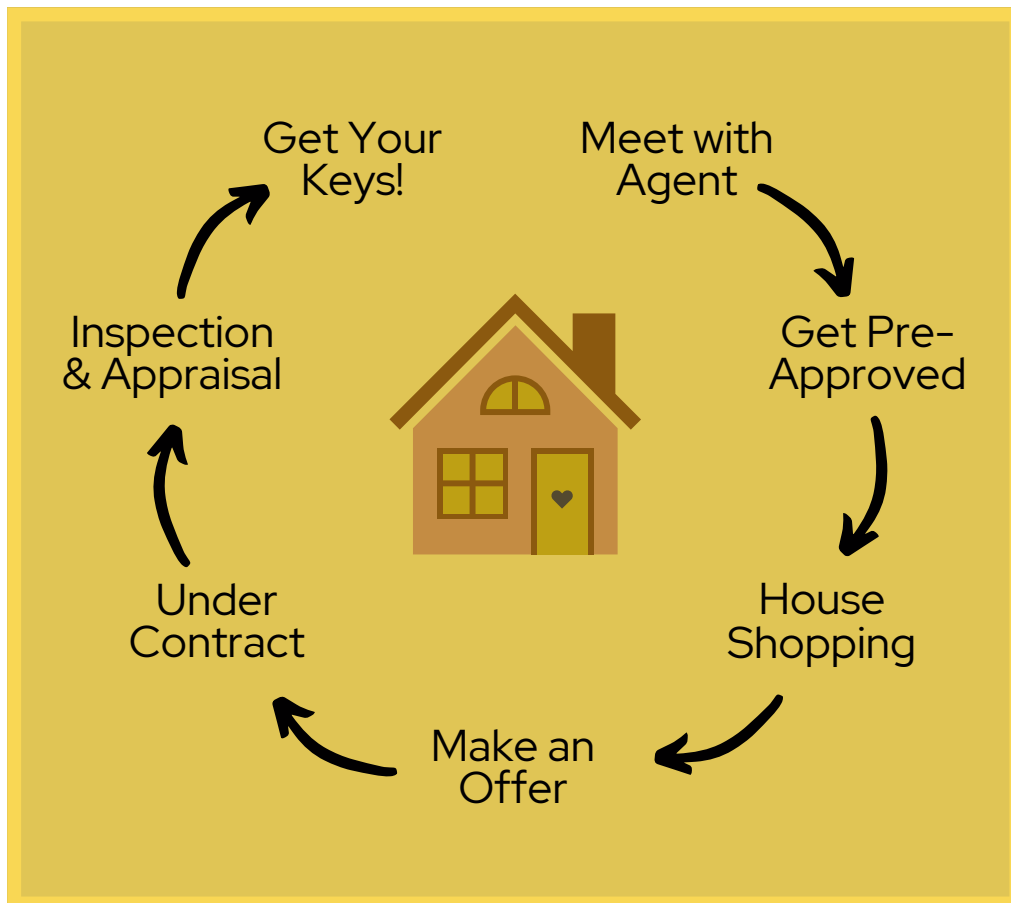 Meet with
Agent
Get Pre-
Approved
House
Shopping
Make an
Offer
Under
Contract
Inspection
& Appraisal
Get Your
Keys!